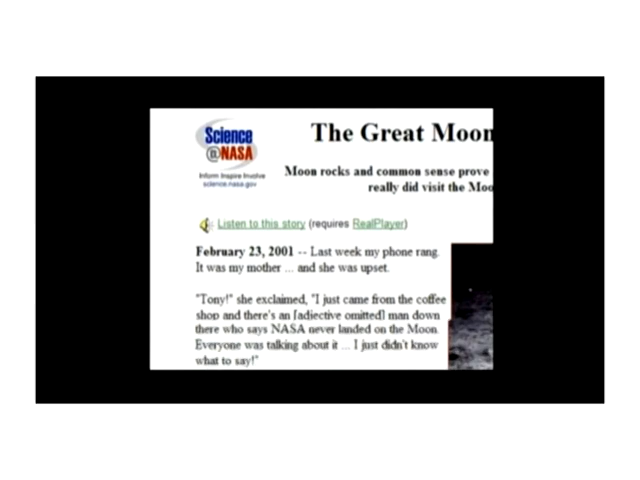 Science
@NASA
Inform Inspire Involve
science.nasa.gov
The Great Moon
Moon rocks and common sense prove
really did visit the Moo
Listen to this story (requires RealPlayer)
February 23, 2001 -- Last week my phone rang.
It was my mother ... and she was upset.
"Tony!" she exclaimed, "I just came from the coffee
shop and there's an [adjective omitted] man down
there who says NASA never landed on the Moon.
Everyone was talking about it ... I just didn't know
what to say!"